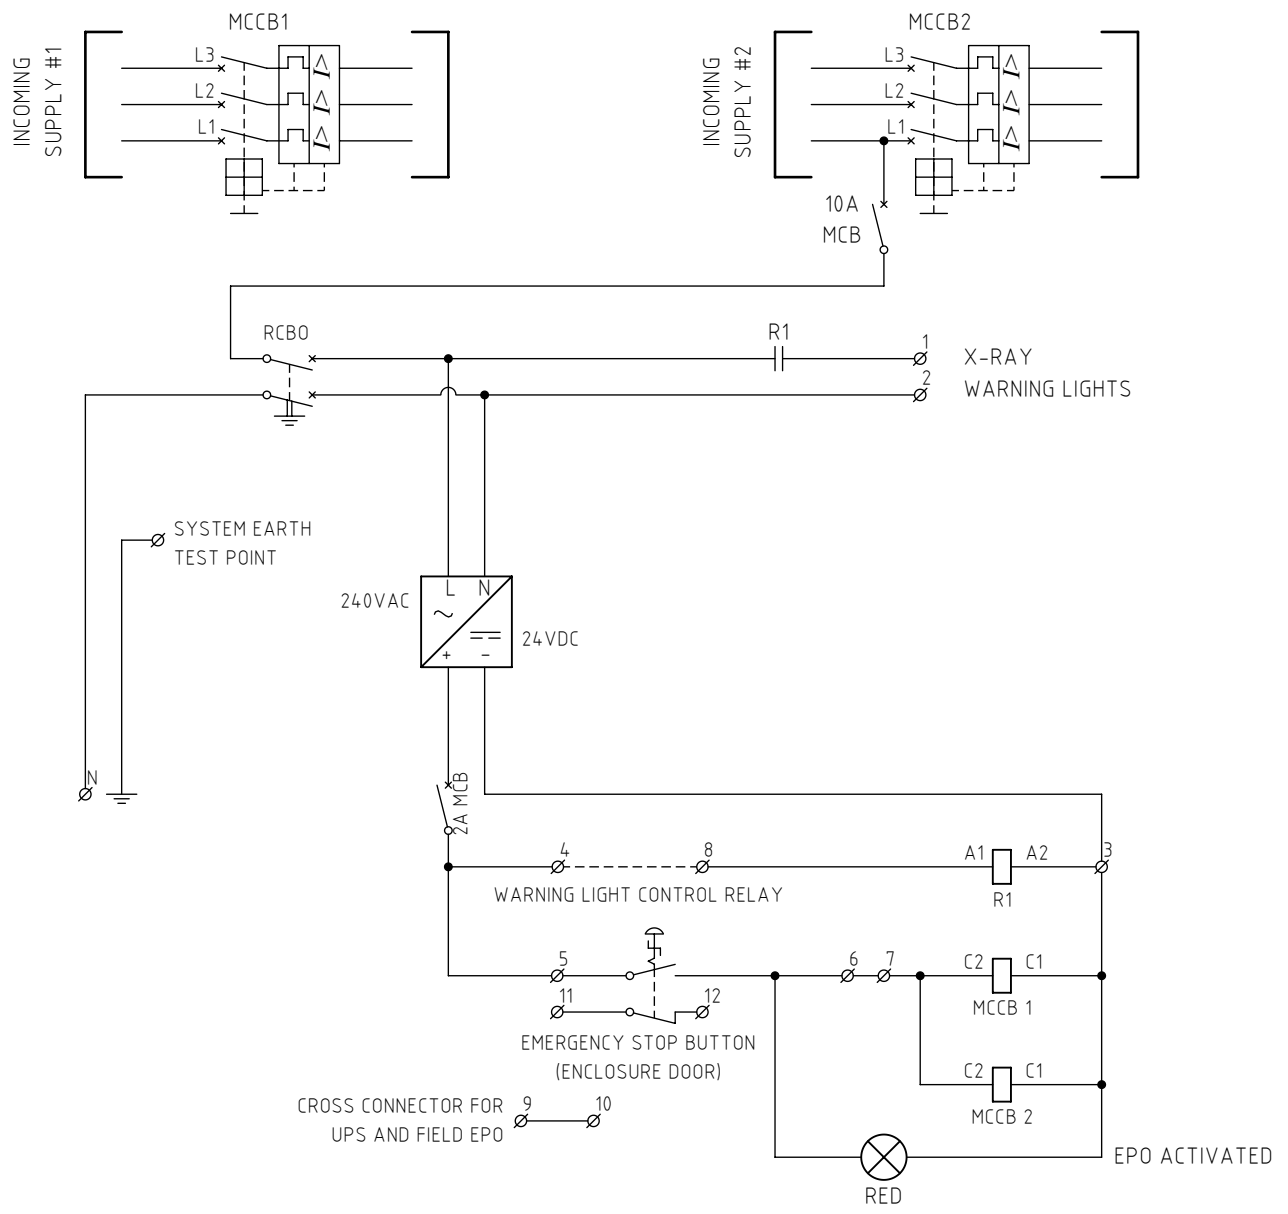 MCCB1
INCOMING
SUPPLY #1
L3
L2
L1
I>
I>
I>
MCCB2
INCOMING
SUPPLY #2
L3
L2
L1
I>
I>
I>
10A
MCB
RCBO
R1
1
2
X-RAY
WARNING LIGHTS
SYSTEM EARTH
TEST POINT
240VAC
L N
+ -
24VDC
N
2A MCB
4
8
WARNING LIGHT CONTROL RELAY
A1 A2
R1
3
5
11
12
EMERGENCY STOP BUTTON
(ENCLOSURE DOOR)
6 7
C2 C1
MCCB 1
C2 C1
MCCB 2
CROSS CONNECTOR FOR
UPS AND FIELD EPO
9 10
RED
EPO ACTIVATED